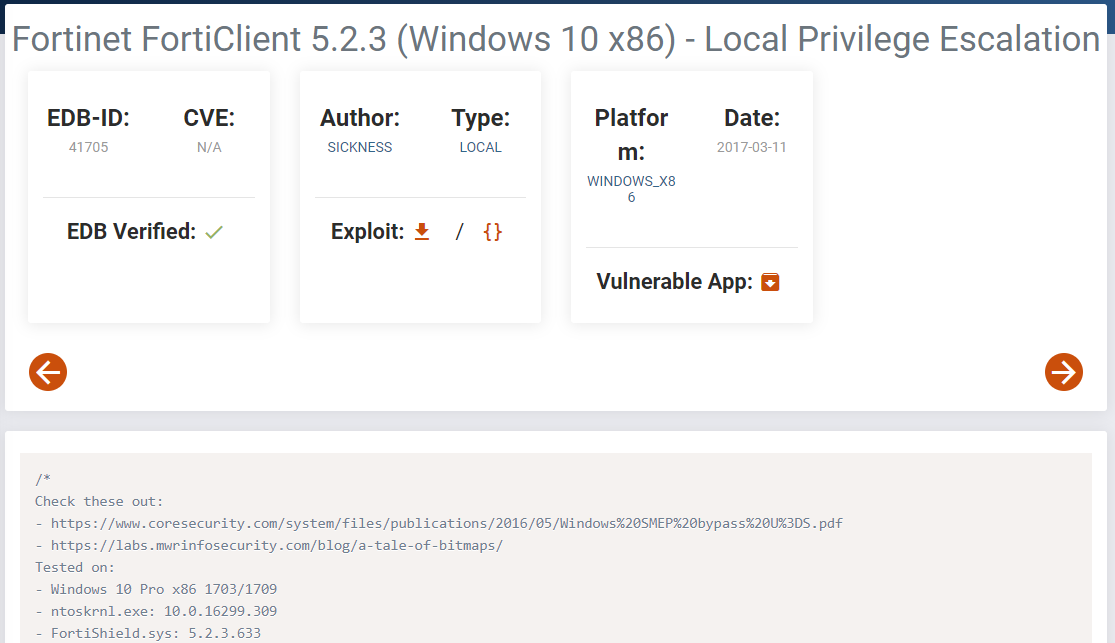 Fortinet FortiClient 5.2.3 (Windows 10 x86) - Local Privilege Escalation
EDB-ID:
41705
CVE:
N/A
EDB Verified:
Author:
SICKNESS
Type:
LOCAL
Exploit: / {}
Platfor
m:
WINDOWS_X8
6
Date:
2017-03-11
Vulnerable App:
/*
Check these out:
- https://www.coresecurity.com/system/files/publications/2016/05/Windows%20SMEP%20bypass%20U%3DS.pdf
- https://labs.mwrinfosecurity.com/blog/a-tale-of-bitmaps/
Tested on:
- Windows 10 Pro x86 1703/1709
- ntoskrnl.exe: 10.0.16299.309
- FortiShield.sys: 5.2.3.633